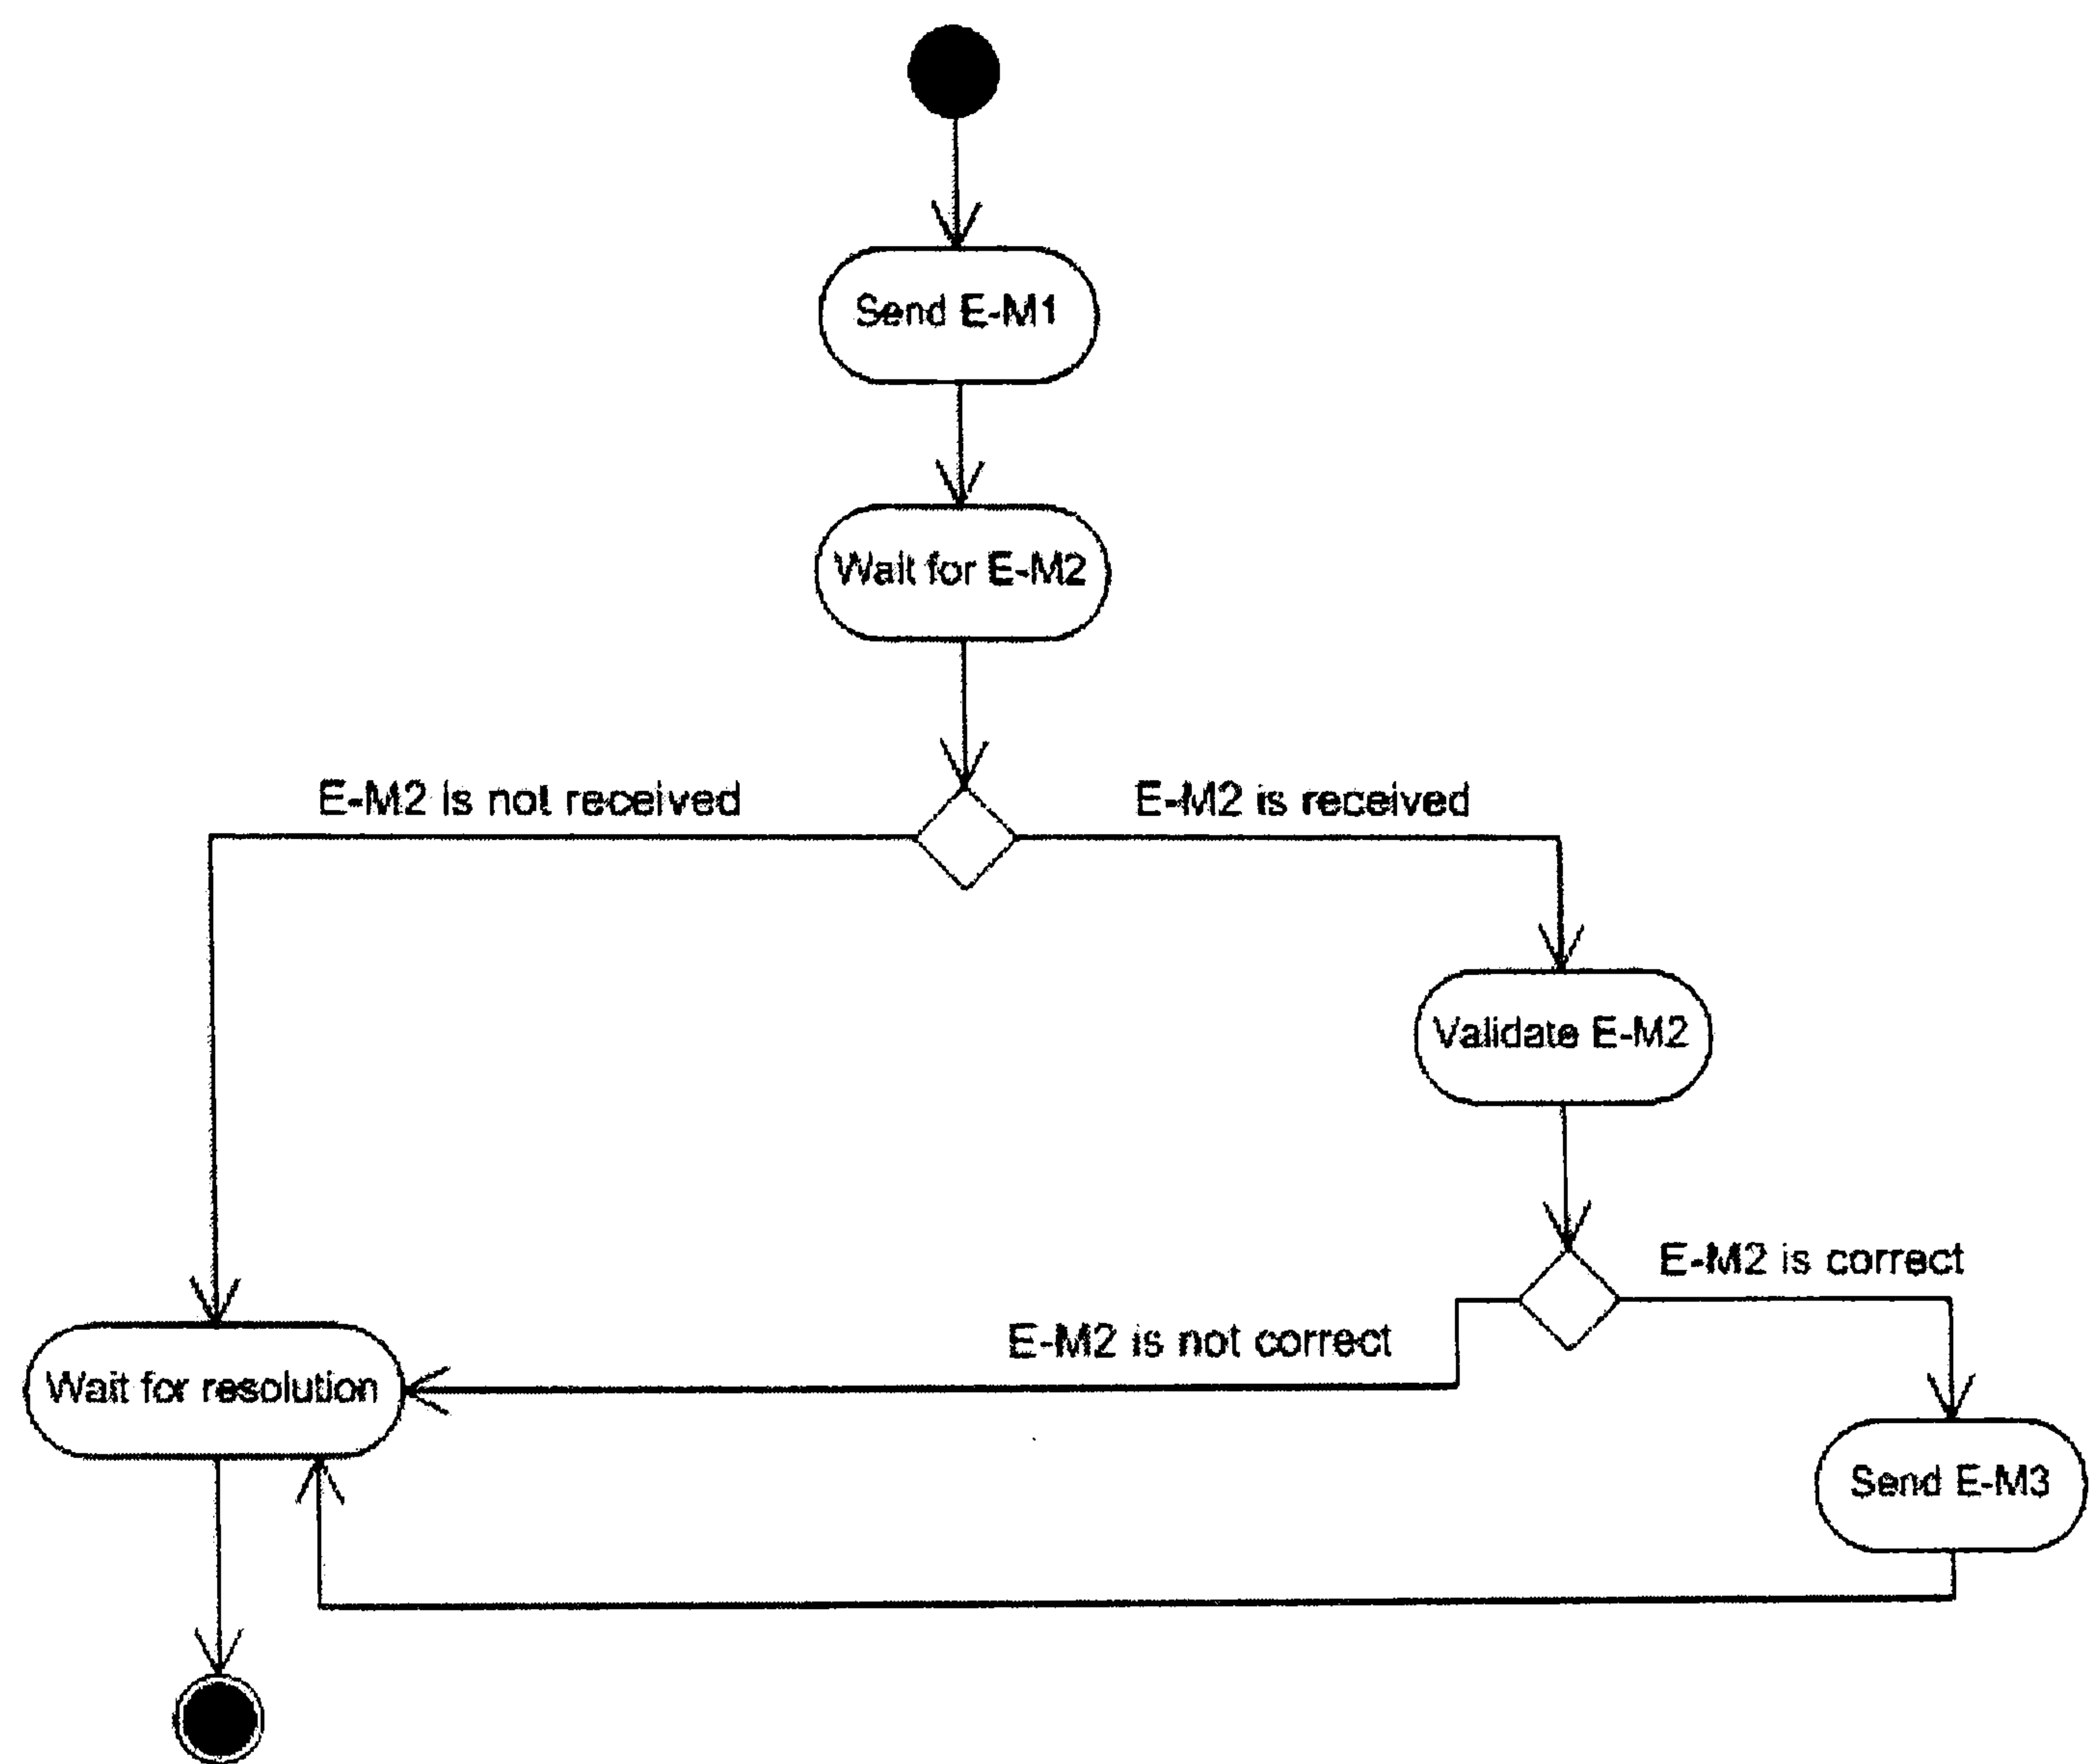 Send E-M1
Wait for E-M2
E-M2 is not received
E-M2 is received
Validate E-M2
E-M2 is correct
E-M2 is not correct
Wait for resolution
Send E-M3